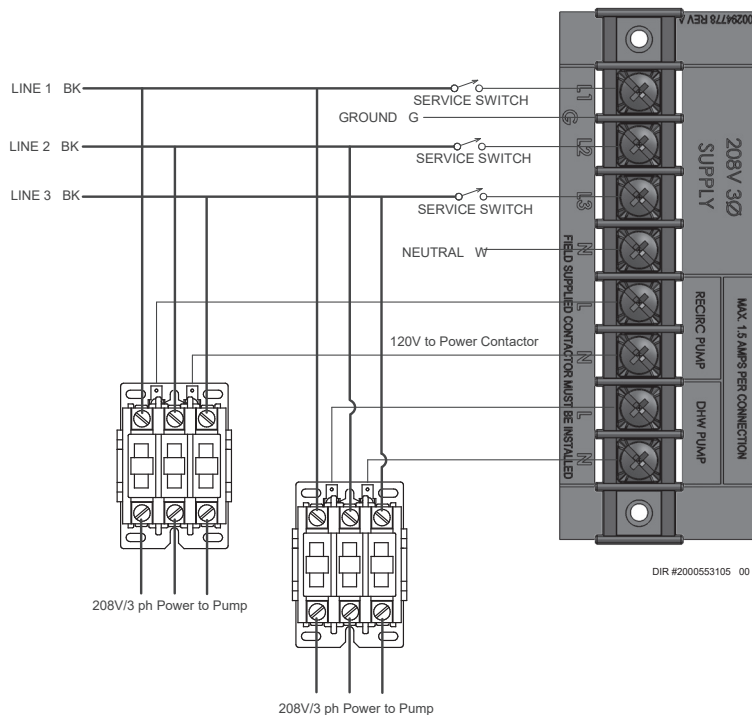 00294778 REV A
LINE 1 BK
SERVICE SWITCH
L1
GROUND G
G
LINE 2 BK
SERVICE SWITCH
L2
LINE 3 BK
SERVICE SWITCH
L3
208V 3Ø
SUPPLY
NEUTRAL W
N
FIELD SUPPLIED CONTACTOR MUST BE INSTALLED
L
RECIRC PUMP
MAX. 1.5 AMPS PER CONNECTION
120V to Power Contactor
N
L
DHW PUMP
N
DIR #2000553105 00
208V/3 ph Power to Pump
208V/3 ph Power to Pump